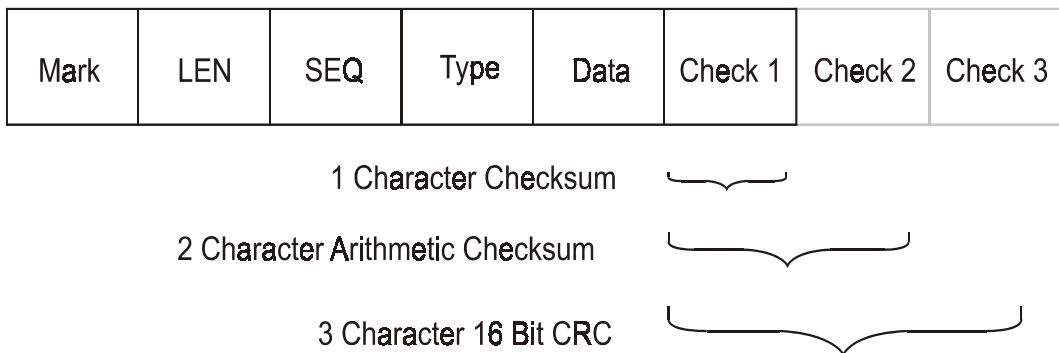 Mark LEN SEQ Type Data Check 1 Check 2 Check 3
1 Character Checksum
2 Character Arithmetic Checksum
3 Character 16 Bit CRC